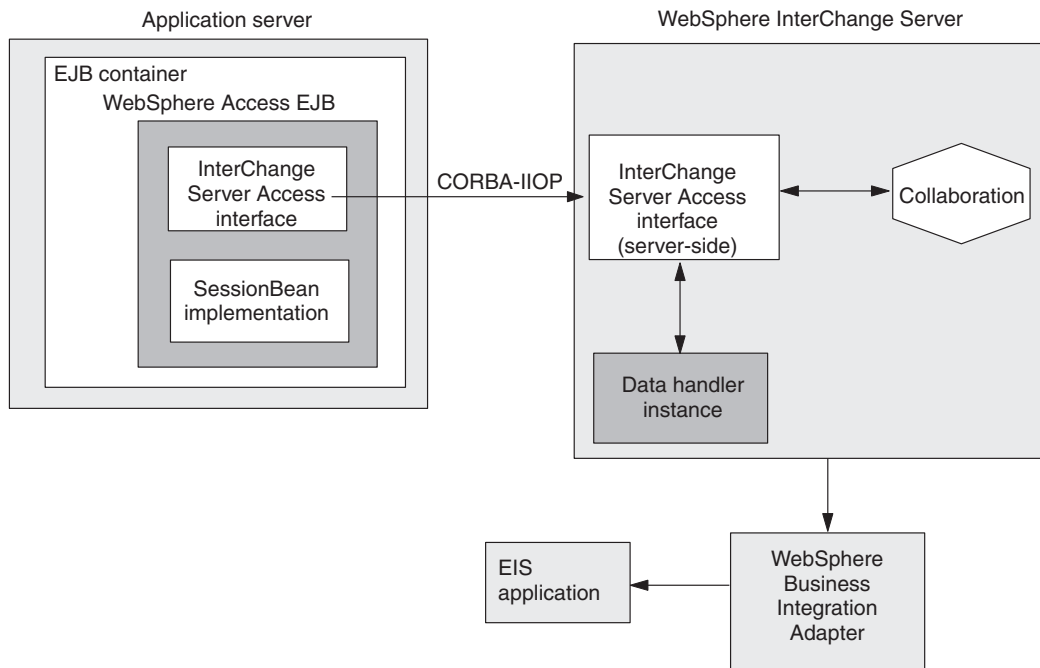 Application server
WebSphere InterChange Server
EJB container
WebSphere Access EJB
InterChange
Server Access
interface
CORBA-IIOP
InterChange
Server Access
interface
(server-side)
Collaboration
SessionBean
implementation
Data handler
instance
EIS
application
WebSphere
Business
Integration
Adapter